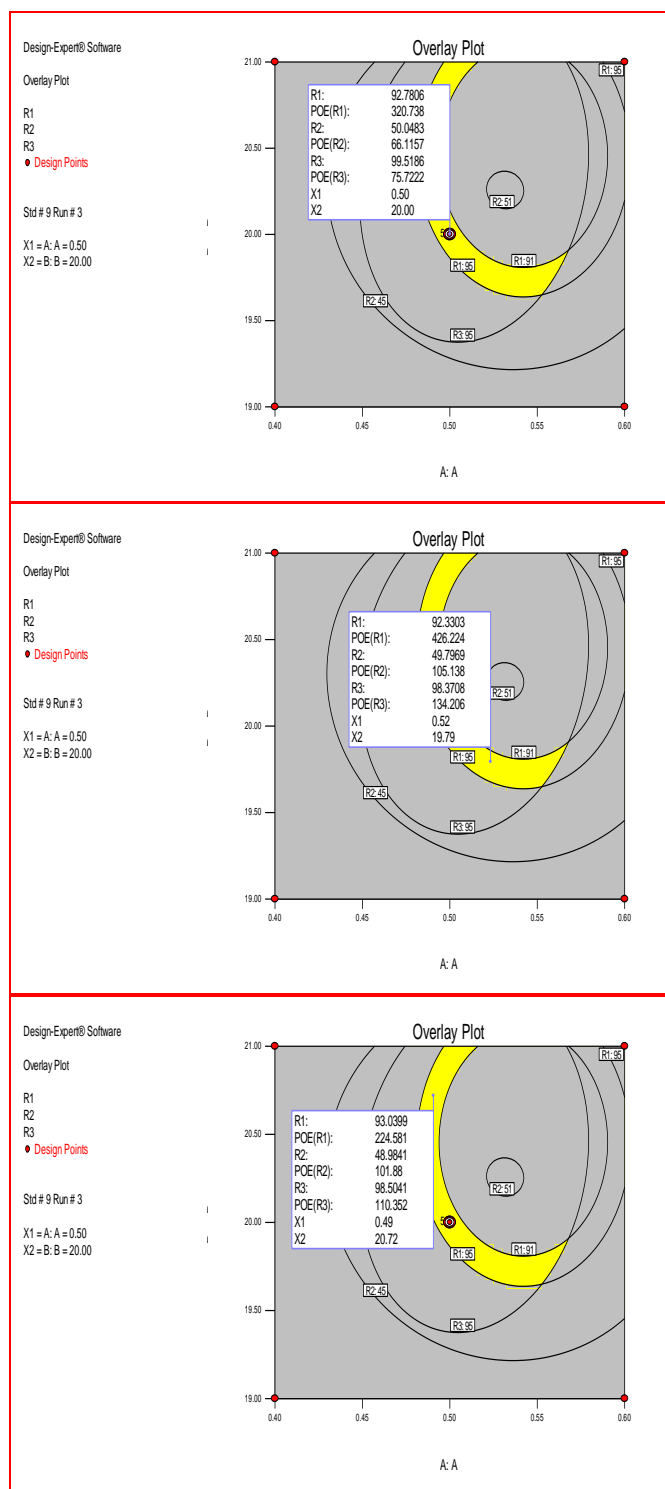 Design-Expert® Software
Overlay Plot
R1
R2
R3
Design Points
Std # 9 Run # 3
X1 = A: A = 0.50
X2 = B: B = 20.00
Overlay Plot
21.00
20.50
20.00
19.50
19.00
0.40 0.45 0.50 0.55 0.60
A: A
R1: 92.7806
POE(R1): 320.738
R2: 50.0483
POE(R2): 66.1157
R3: 99.5186
POE(R3): 75.7222
X1 0.50
X2 20.00
R1: 95
R2: 51
5
R1: 91
R1: 95
R2: 45
R3: 95
Design-Expert® Software
Overlay Plot
R1
R2
R3
Design Points
Std # 9 Run # 3
X1 = A: A = 0.50
X2 = B: B = 20.00
Overlay Plot
21.00
20.50
20.00
19.50
19.00
0.40 0.45 0.50 0.55 0.60
A: A
R1: 92.3303
POE(R1): 426.224
R2: 49.7969
POE(R2): 105.138
R3: 98.3708
POE(R3): 134.206
X1 0.52
X2 19.79
R1: 95
R2: 51
R1: 91
R1: 95
R2: 45
R3: 95
Design-Expert® Software
Overlay Plot
R1
R2
R3
Design Points
Std # 9 Run # 3
X1 = A: A = 0.50
X2 = B: B = 20.00
Overlay Plot
21.00
20.50
20.00
19.50
19.00
0.40 0.45 0.50 0.55 0.60
A: A
R1: 93.0399
POE(R1): 224.581
R2: 48.9841
POE(R2): 101.88
R3: 98.5041
POE(R3): 110.352
X1 0.49
X2 20.72
R1: 95
R2: 51
5
R1: 91
R1: 95
R2: 45
R3: 95